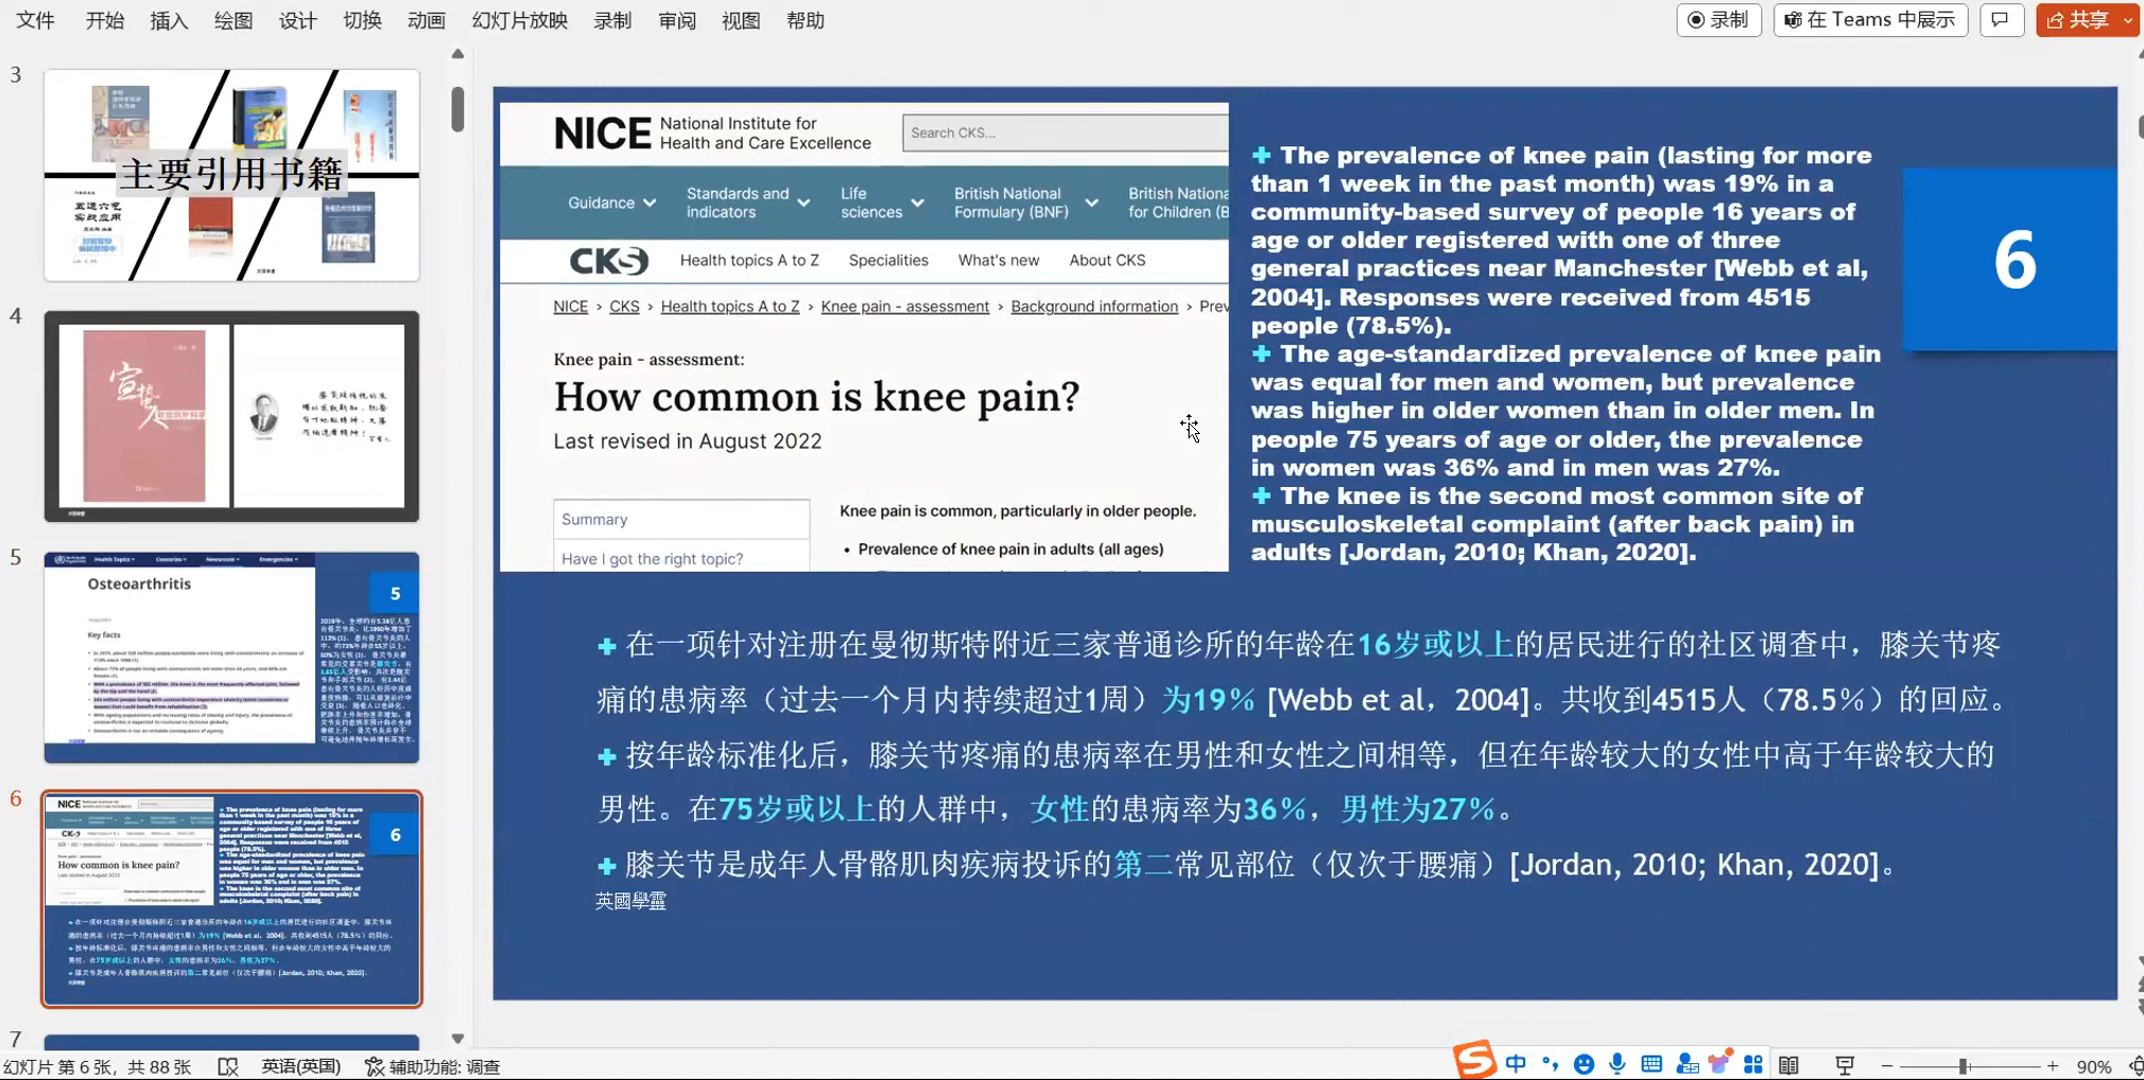 文件 开始 插入 绘图 设计 切换 动画 幻灯片放映 录制 审阅 视图 帮助
录制 在 Teams 中展示 共享
3
主要引用书籍
五运六气
实战应用
4
5
Osteoarthritis
Key facts
5
6
NICE
How common is knee pain?
6
7
NICE National Institute for
Health and Care Excellence
Search CKS...
Guidance
Standards and
indicators
Life
sciences
British National
Formulary (BNF)
British Nationa
for Children (B
CKS Health topics A to Z Specialities What's new About CKS
NICE > CKS > Health topics A to Z > Knee pain - assessment > Background information > Prev
Knee pain - assessment:
How common is knee pain?
Last revised in August 2022
Summary
Have I got the right topic?
Knee pain is common, particularly in older people.
• Prevalence of knee pain in adults (all ages)
✚ The prevalence of knee pain (lasting for more
than 1 week in the past month) was 19% in a
community-based survey of people 16 years of
age or older registered with one of three
general practices near Manchester [Webb et al,
2004]. Responses were received from 4515
people (78.5%).
✚ The age-standardized prevalence of knee pain
was equal for men and women, but prevalence
was higher in older women than in older men. In
people 75 years of age or older, the prevalence
in women was 36% and in men was 27%.
✚ The knee is the second most common site of
musculoskeletal complaint (after back pain) in
adults [Jordan, 2010; Khan, 2020].
6
✚ 在一项针对注册在曼彻斯特附近三家普通诊所的年龄在16岁或以上的居民进行的社区调查中，膝关节疼
痛的患病率（过去一个月内持续超过1周）为19% [Webb et al，2004]。共收到4515人（78.5%）的回应。
✚ 按年龄标准化后，膝关节疼痛的患病率在男性和女性之间相等，但在年龄较大的女性中高于年龄较大的
男性。在75岁或以上的人群中，女性的患病率为36%，男性为27%。
✚ 膝关节是成年人骨骼肌肉疾病投诉的第二常见部位（仅次于腰痛）[Jordan, 2010; Khan, 2020]。
幻灯片 第 6 张，共 88 张 英语(英国) 辅助功能: 调查
中
90%